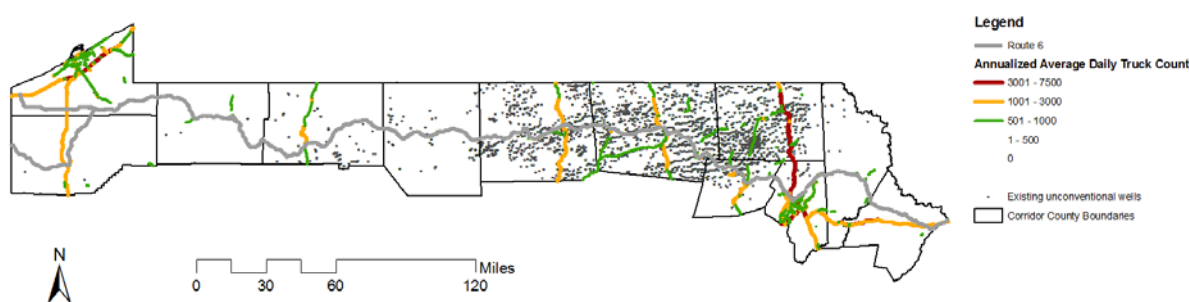 Legend
Route 6
Annualized Average Daily Truck Count
3001 - 7500
1001 - 3000
501 - 1000
1 - 500
0
Existing unconventional wells
Corridor County Boundaries
N
Miles
0 30 60 120